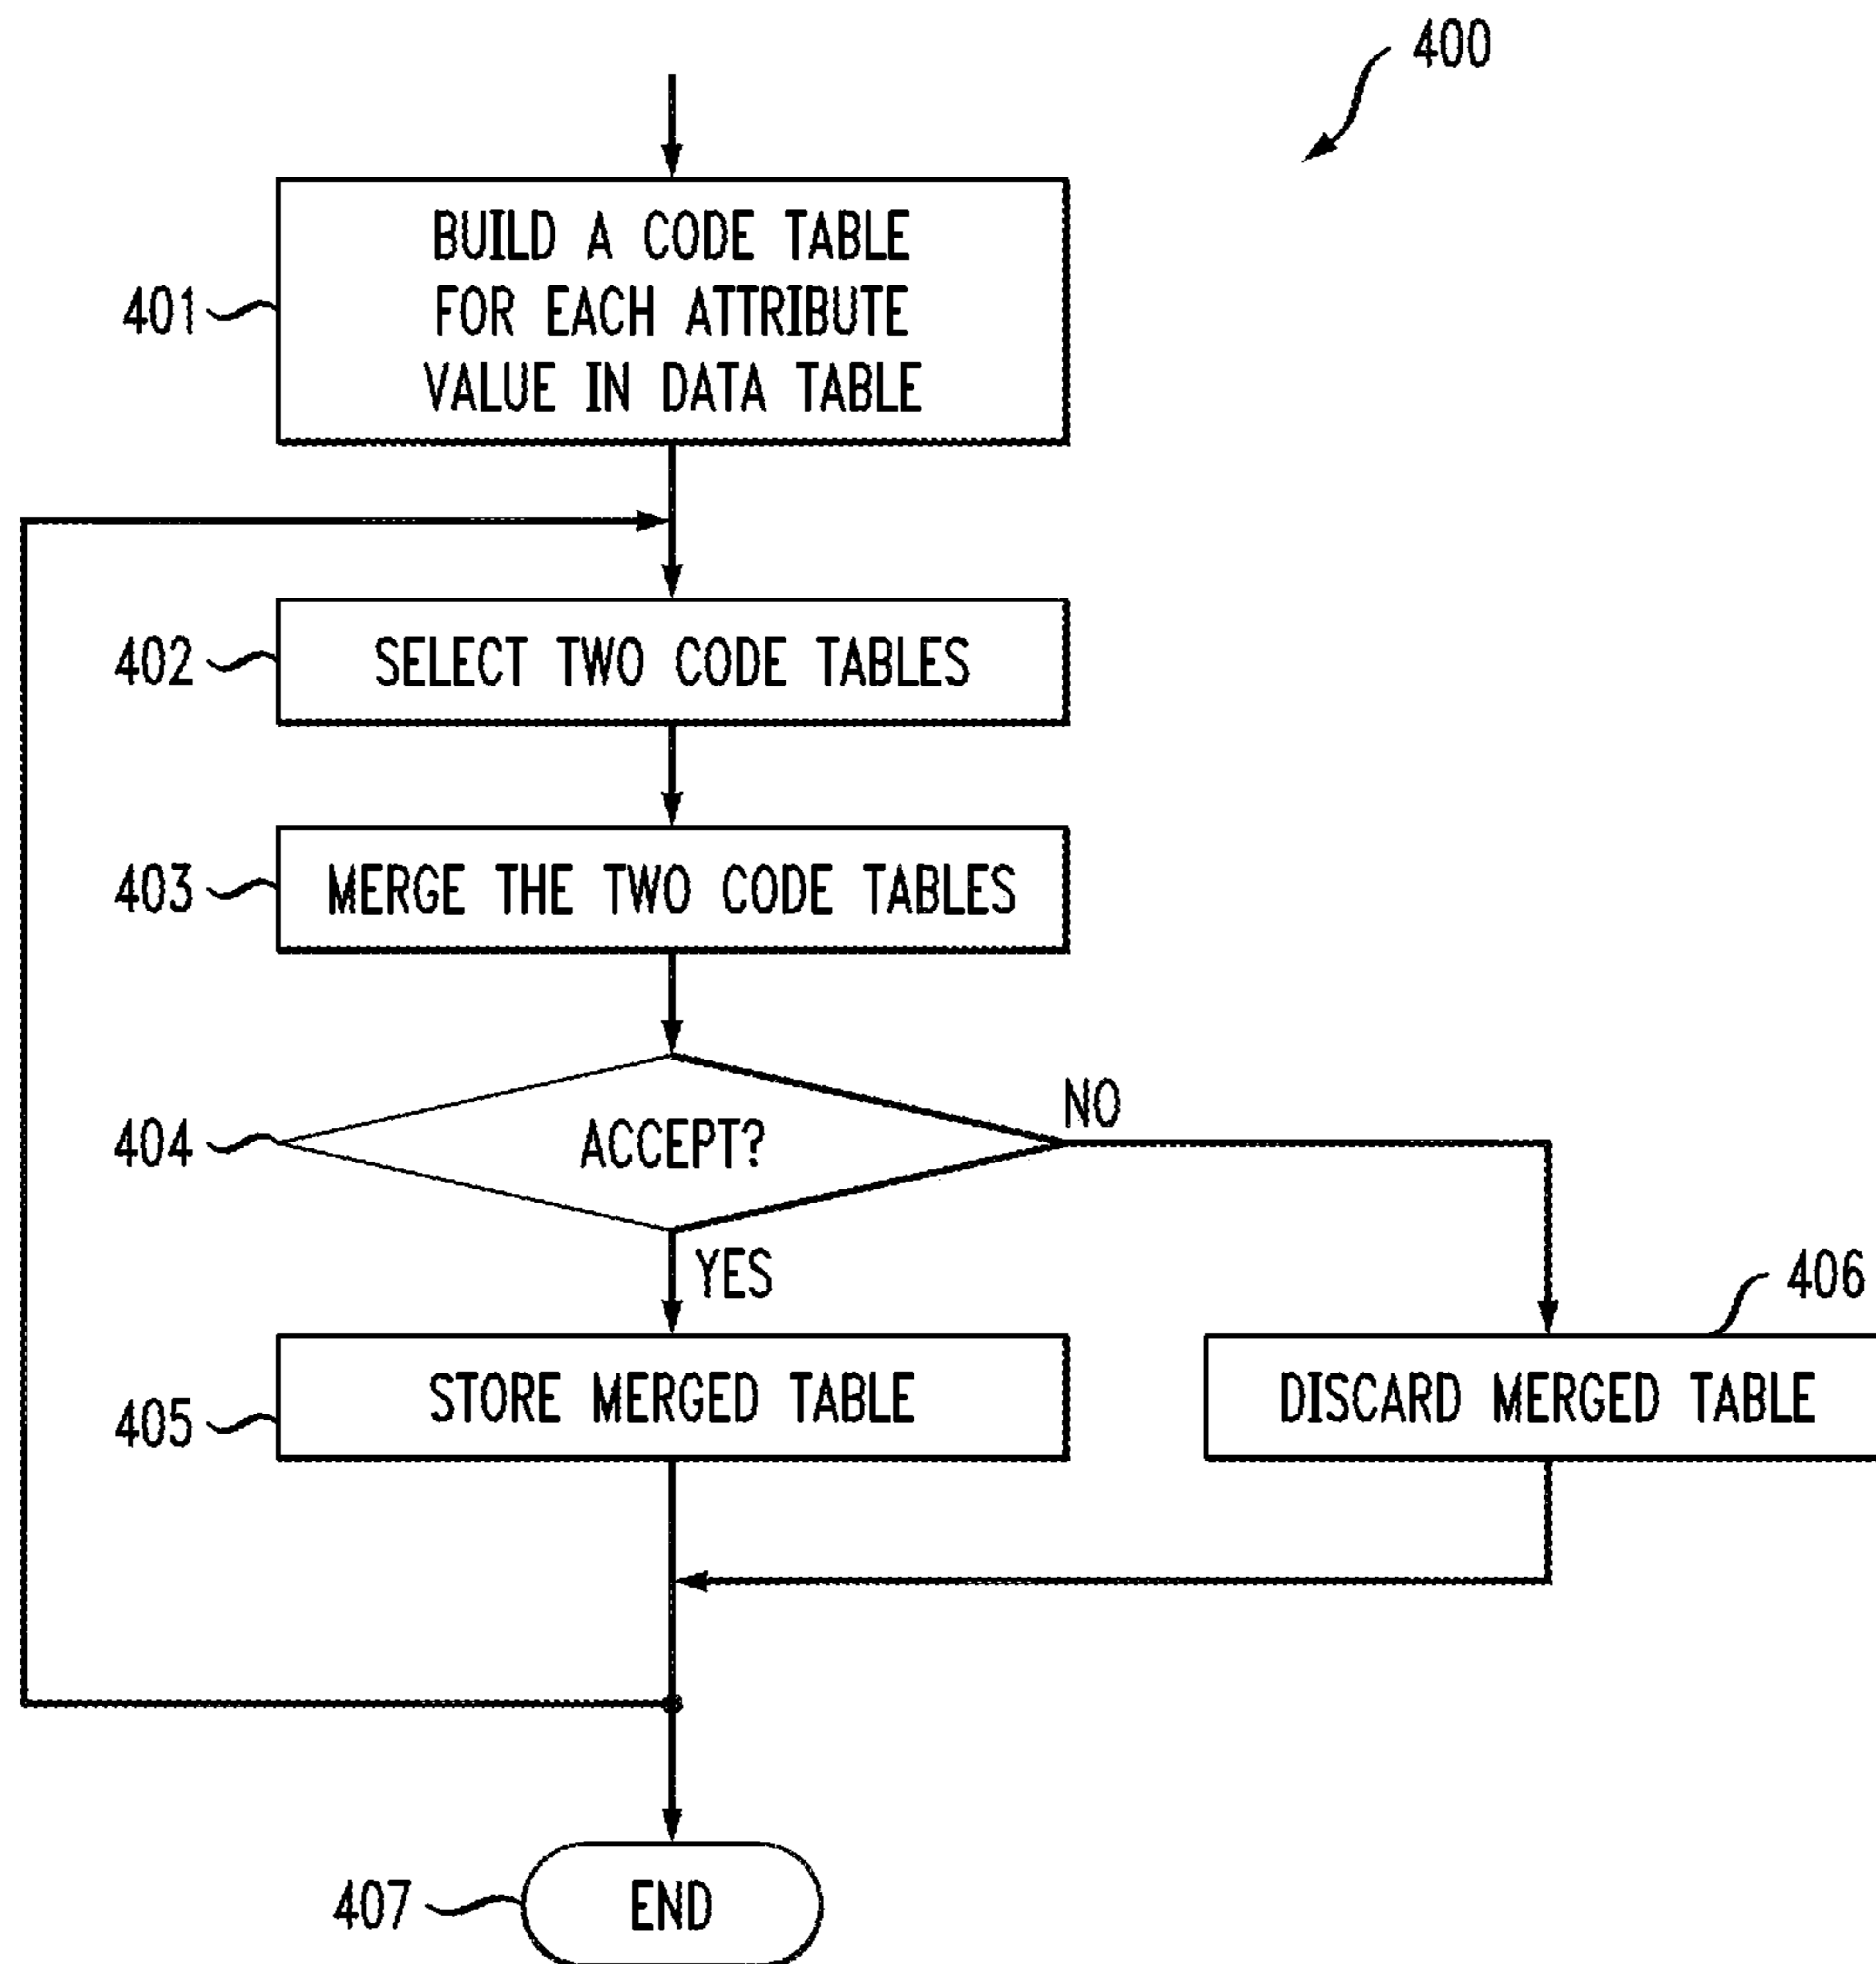 400
401
BUILD A CODE TABLE
FOR EACH ATTRIBUTE
VALUE IN DATA TABLE
402
SELECT TWO CODE TABLES
403
MERGE THE TWO CODE TABLES
404
ACCEPT?
NO
YES
406
405
STORE MERGED TABLE
DISCARD MERGED TABLE
407
END